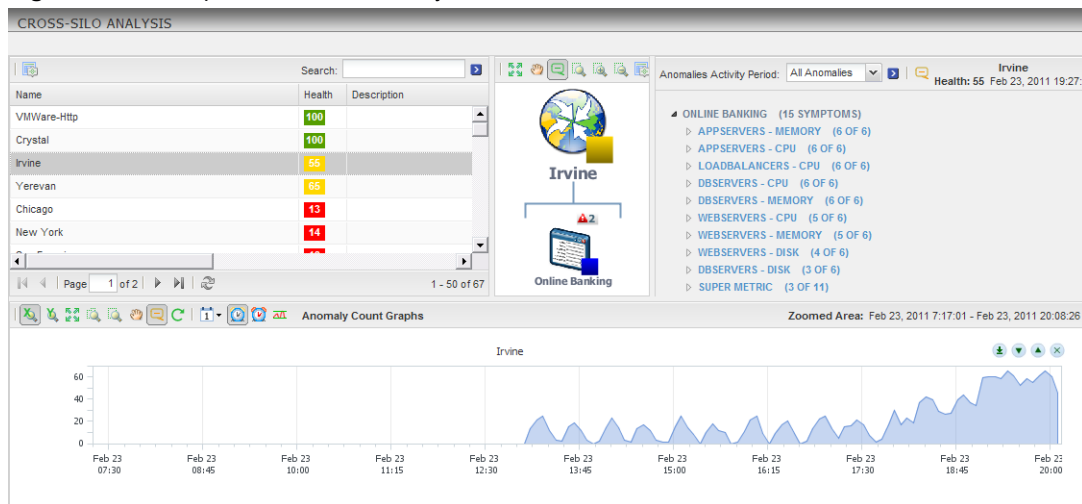 CROSS-SILO ANALYSIS
Search:
Name Health Description
VMWare-Http 100
Crystal 100
Irvine 55
Yerevan 65
Chicago 13
New York 14
Page 1 of 2 1 - 50 of 67
Irvine
2
Online Banking
Anomalies Activity Period: All Anomalies
Irvine
Health: 55 Feb 23, 2011 19:27:
ONLINE BANKING (15 SYMPTOMS)
APPSERVERS - MEMORY (6 OF 6)
APPSERVERS - CPU (6 OF 6)
LOADBALANCERS - CPU (6 OF 6)
DBSERVERS - CPU (6 OF 6)
DBSERVERS - MEMORY (6 OF 6)
WEBSERVERS - CPU (5 OF 6)
WEBSERVERS - MEMORY (5 OF 6)
WEBSERVERS - DISK (4 OF 6)
DBSERVERS - DISK (3 OF 6)
SUPER METRIC (3 OF 11)
1 Anomaly Count Graphs Zoomed Area: Feb 23, 2011 7:17:01 - Feb 23, 2011 20:08:26
Irvine
60
40
20
0
Feb 23 Feb 23 Feb 23 Feb 23 Feb 23 Feb 23 Feb 23 Feb 23 Feb 23 Feb 23 Feb 23
07:30 08:45 10:00 11:15 12:30 13:45 15:00 16:15 17:30 18:45 20:00